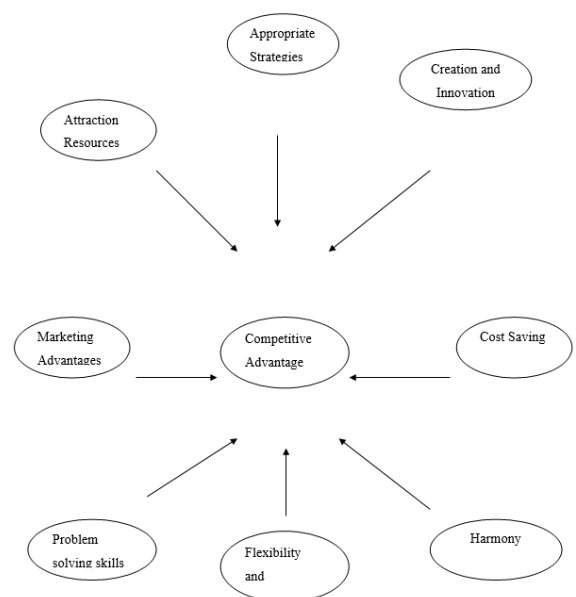 Appropriate
Strategies
Creation and
Innovation
Attraction
Resources
Marketing
Advantages
Competitive
Advantage
Cost Saving
Problem
solving skills
Flexibility
and
Harmony